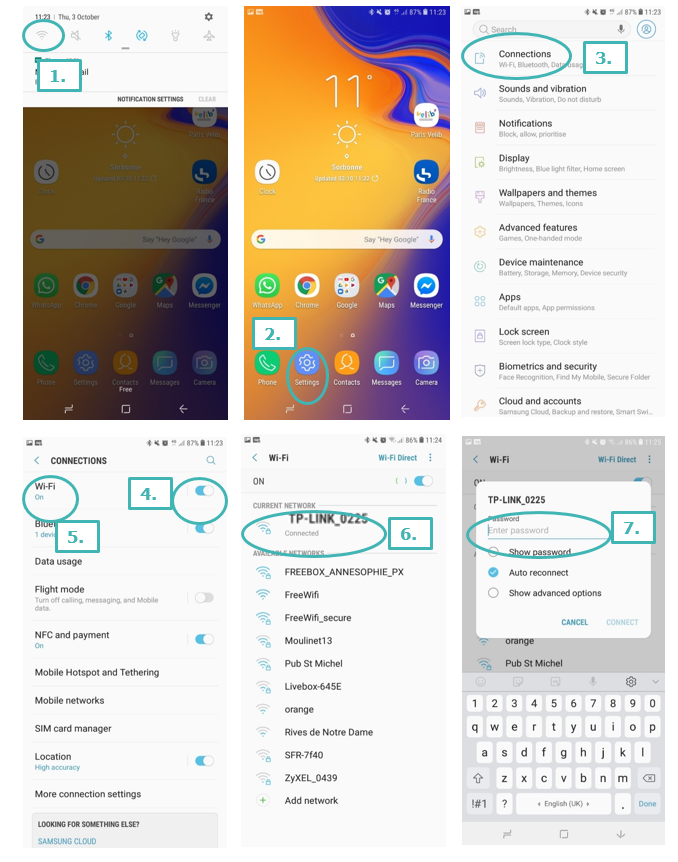 11:23 | Thu, 3 October
1.
ail
NOTIFICATION SETTINGS CLEAR
Paris Velib
Sorbonne
Clock
Radio
France
Say "Hey Google"
WhatsApp Chrome Google Maps Messenger
Phone Settings Contacts Messages Camera
Free
87% 11:23
11°
Paris Velib
Sorbonne
Clock
Radio
France
G Say "Hey Google"
WhatsApp Chrome Google Maps Messenger
2.
Phone Settings Contacts Messages Camera
87% 11:23
Search
Connections
Wi-Fi, Bluetooth, Data usage
3.
Sounds and vibration
Sounds, Vibration, Do not disturb
Notifications
Block, allow, prioritise
Display
Brightness, Blue light filter, Home screen
Wallpapers and themes
Wallpapers, Themes, Icons
Advanced features
Games, One-handed mode
Device maintenance
Battery, Storage, Memory, Device security
Apps
Default apps, App permissions
Lock screen
Screen lock type, Clock style
Biometrics and security
Face Recognition, Find My Mobile, Secure Folder
Cloud and accounts
Samsung Cloud, Backup and restore, Smart Swi...
87% 11:23
CONNECTIONS
Wi-Fi
On
4.
5.
1 devi
Data usage
Flight mode
Turn off calling, messaging, and Mobile
data.
NFC and payment
On
Mobile Hotspot and Tethering
Mobile networks
SIM card manager
Location
High accuracy
More connection settings
LOOKING FOR SOMETHING ELSE?
SAMSUNG CLOUD
86% 11:24
Wi-Fi Wi-Fi Direct
ON
CURRENT NETWORK
TP-LINK_0225
Connected
6.
AVAILABLE NETWORKS
FREEBOX_ANNESOPHIE_PX
FreeWifi
FreeWifi_secure
Moulinet13
Pub St Michel
Livebox-645E
orange
Rives de Notre Dame
SFR-7f40
ZyXEL_0439
Add network
86% 11:25
Wi-Fi Wi-Fi Direct
TP-LINK_0225
Password
Enter password
7.
Show password
Auto reconnect
Show advanced options
CANCEL CONNECT
orange
Pub St Michel
1 2 3 4 5 6 7 8 9 0
q w e r t y u i o p
a s d f g h j k l
z x c v b n m
!#1 ? English (UK) . Done